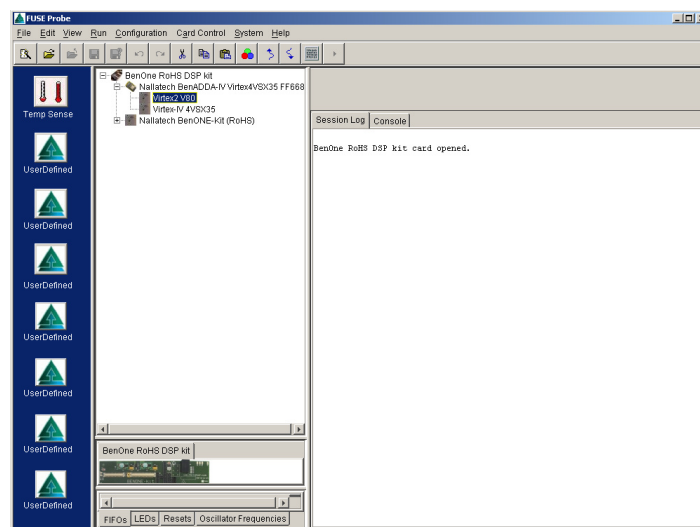 FUSE Probe
File Edit View Run Configuration Card Control System Help
Temp Sense
UserDefined
UserDefined
UserDefined
UserDefined
UserDefined
UserDefined
UserDefined
BenOne RoHS DSP kit
Nallatech BenADDA-IV Virtex4VSX35 FF668
Virtex2 V80
Virtex-IV 4VSX35
Nallatech BenONE-Kit (RoHS)
BenOne RoHS DSP kit
FIFOs LEDs Resets Oscillator Frequencies
Session Log Console
BenOne RoHS DSP kit card opened.